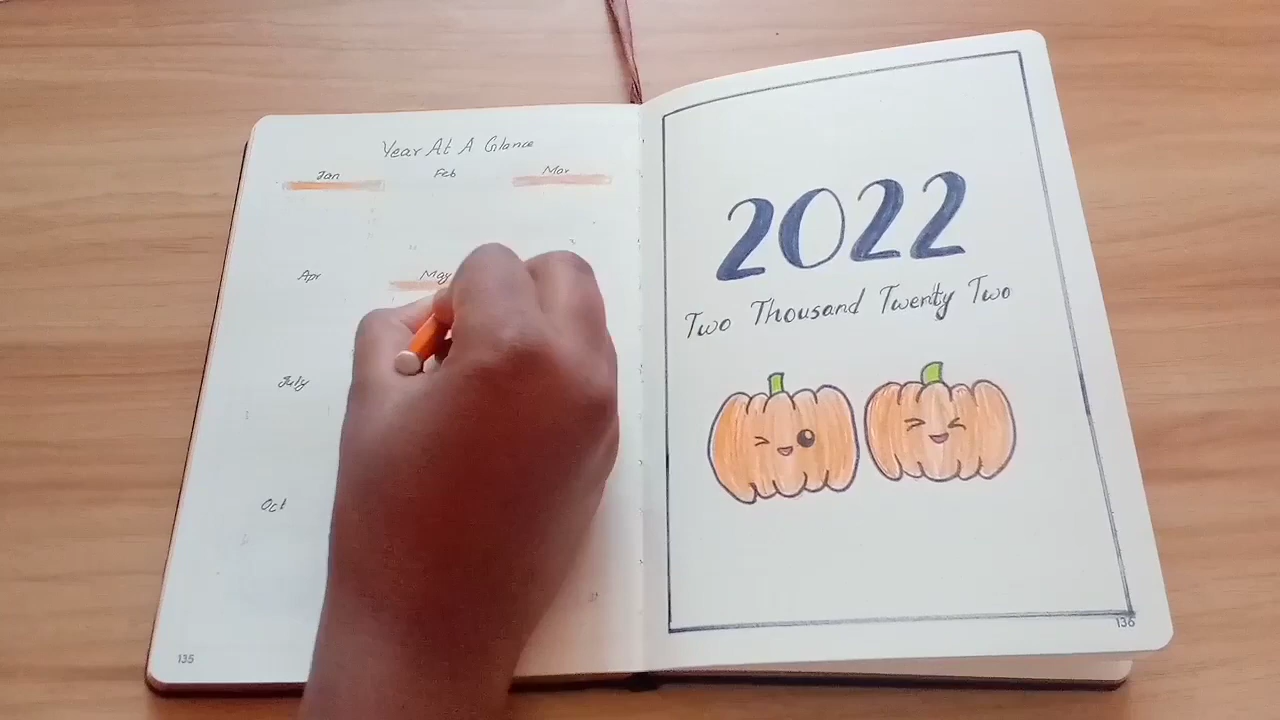 Year At A Glance
Jan Feb Mar
Apr May
July
Oct
135
2022
Two Thousand Twenty Two
136